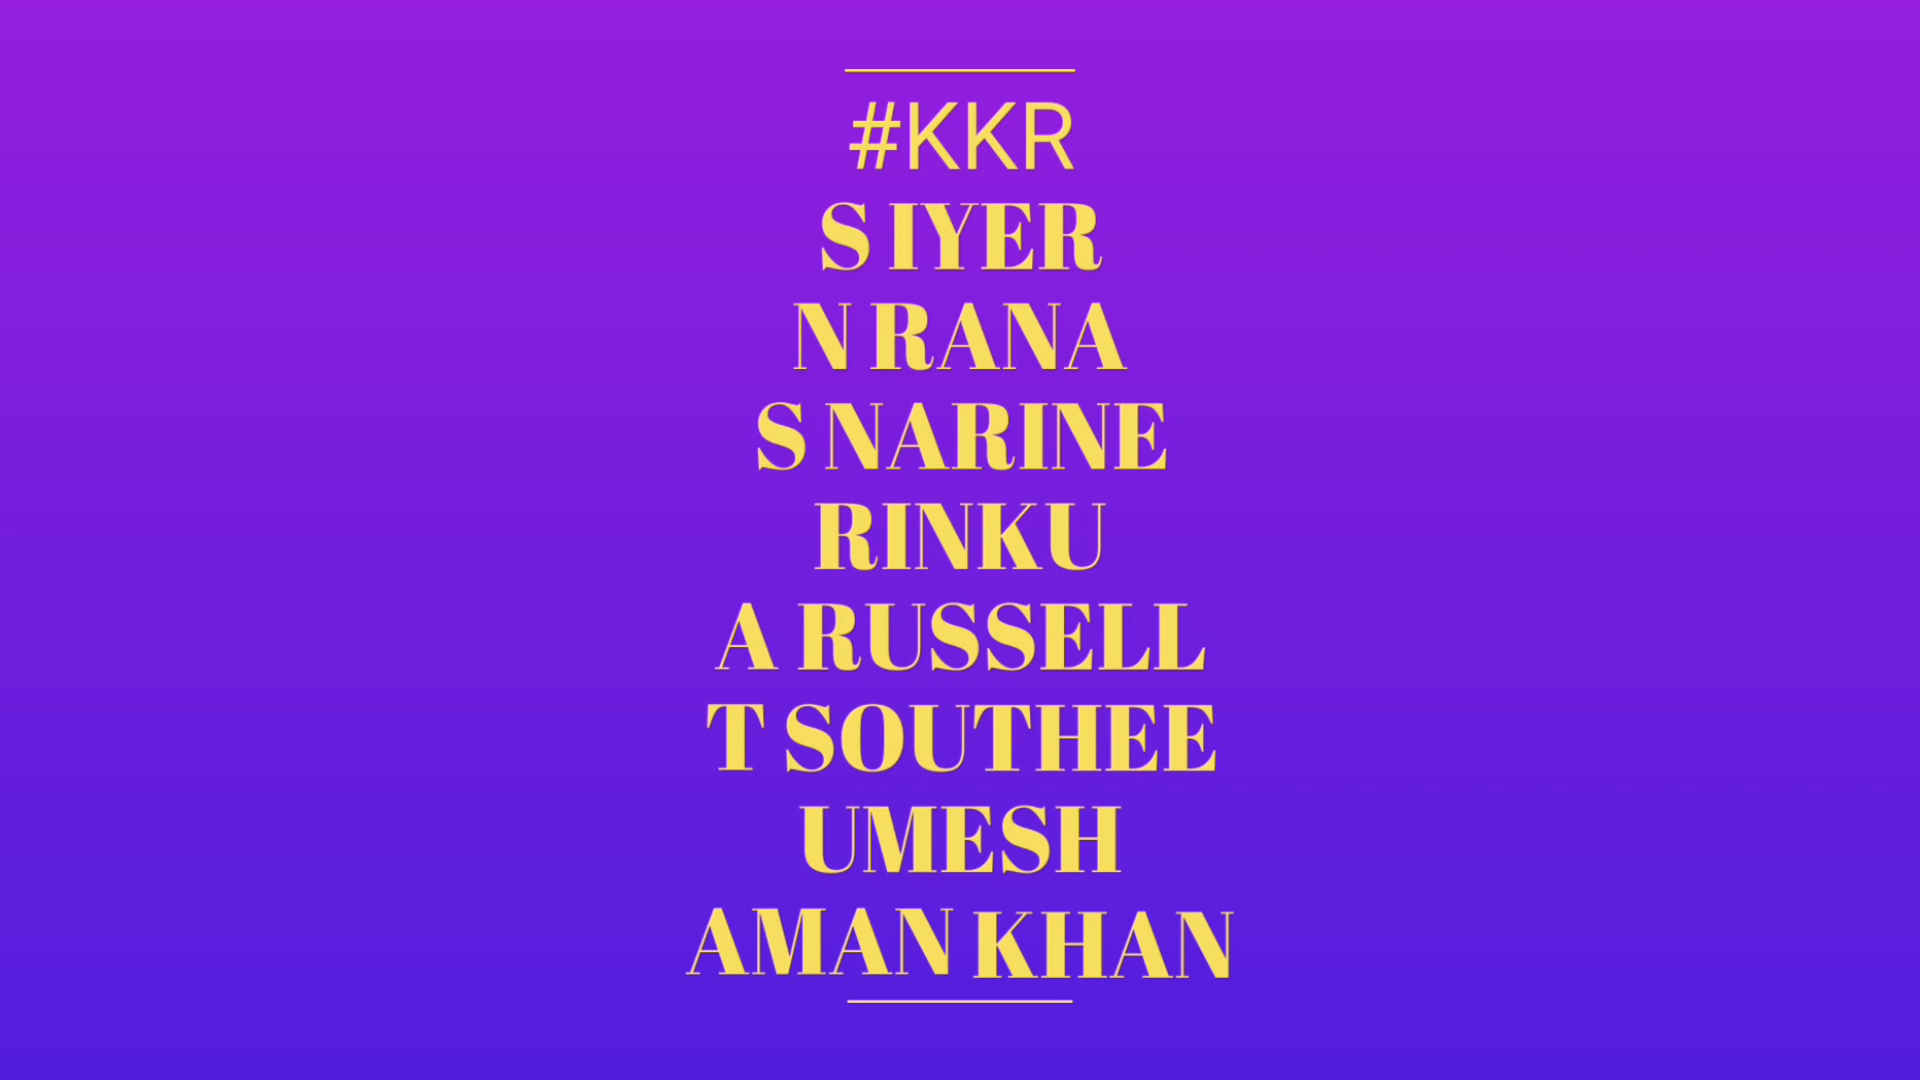 #KKR
S IYER
N RANA
S NARINE
RINKU
A RUSSELL
T SOUTHEE
UMESH
AMAN KHAN